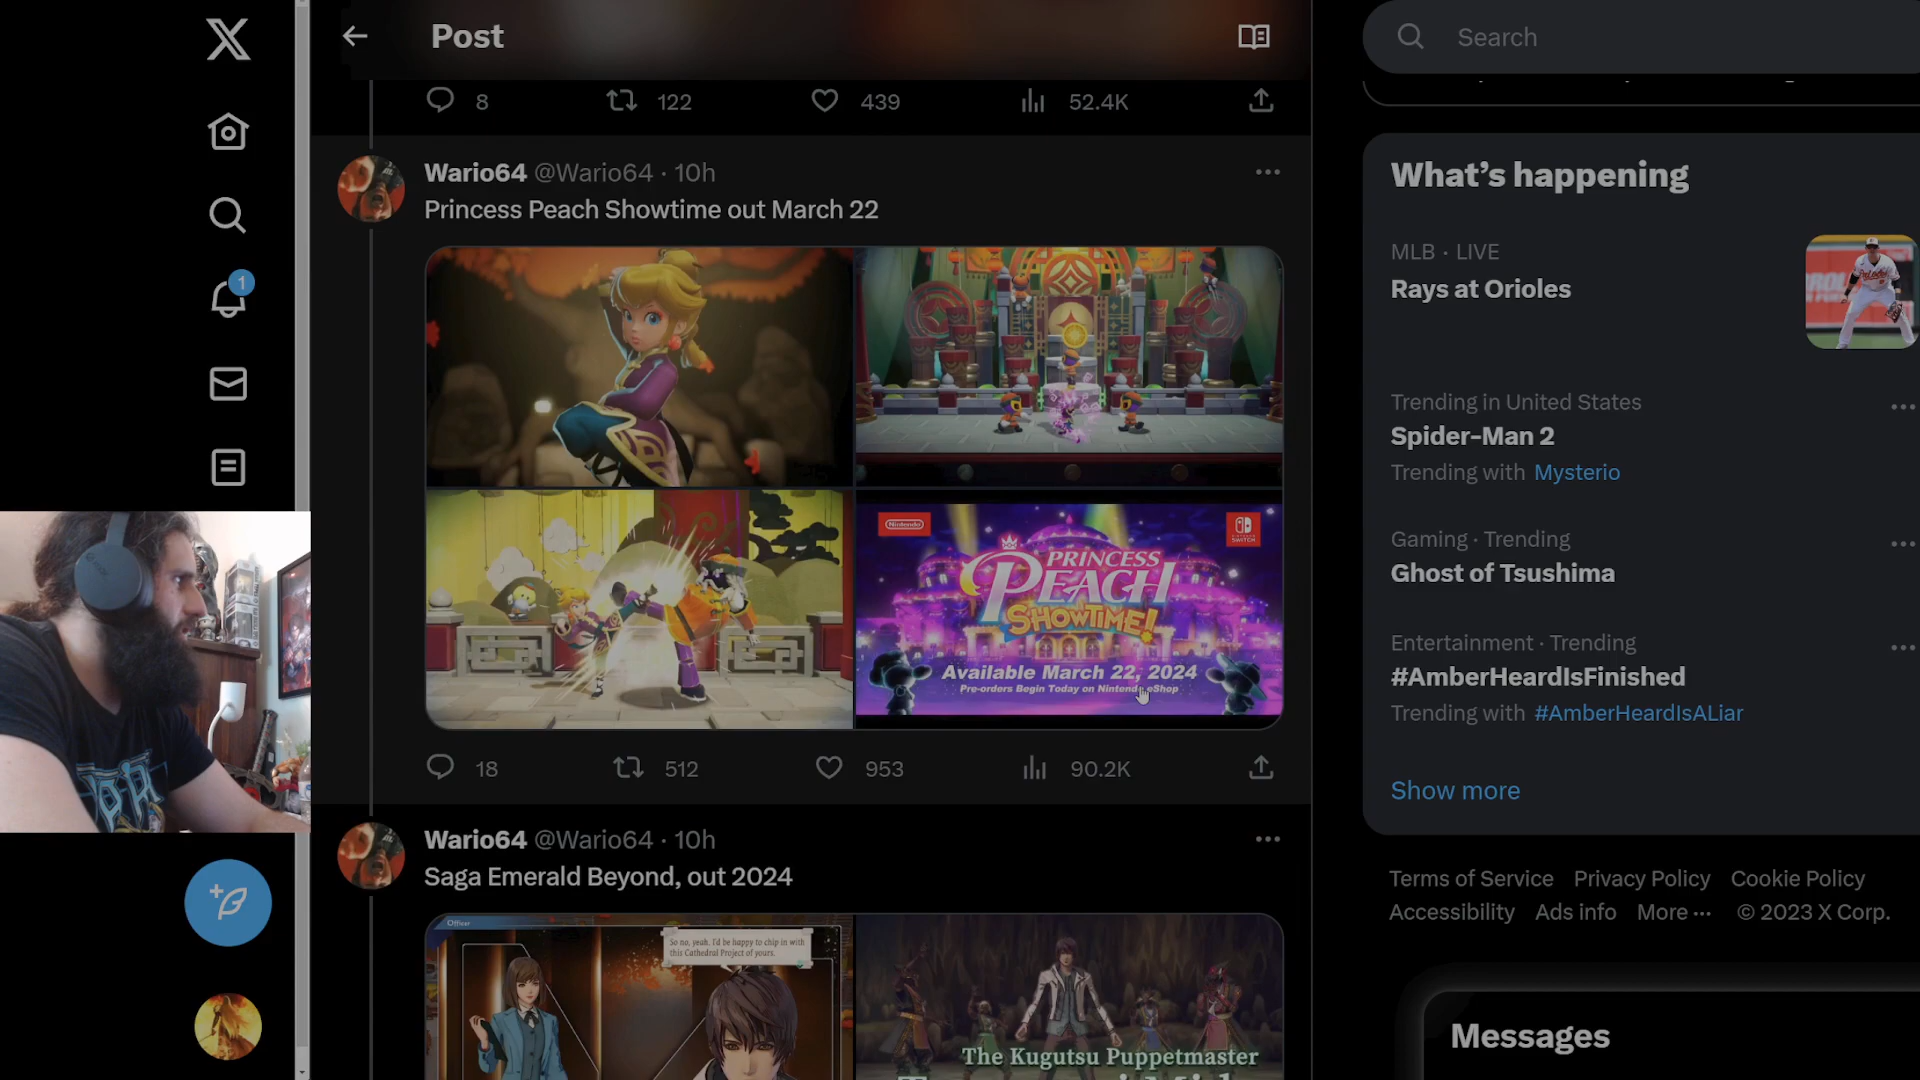 Post
Search
8 122 439 52.4K
Wario64 @Wario64 · 10h
Princess Peach Showtime out March 22
Nintendo
NINTENDO SWITCH
PRINCESS
PEACH
SHOWTIME!
Available March 22, 2024
Pre-orders Begin Today on Nintendo eShop
18 512 953 90.2K
Wario64 @Wario64 · 10h
Saga Emerald Beyond, out 2024
Officer
So no, yeah. I'd be happy to chip in with
this Cathedral Project of yours.
The Kugutsu Puppetmaster
1
What's happening
MLB · LIVE
Rays at Orioles
Trending in United States
Spider-Man 2
Trending with Mysterio
Gaming · Trending
Ghost of Tsushima
Entertainment · Trending
#AmberHeardIsFinished
Trending with #AmberHeardIsALiar
Show more
Terms of Service Privacy Policy Cookie Policy
Accessibility Ads info More ··· © 2023 X Corp.
Messages